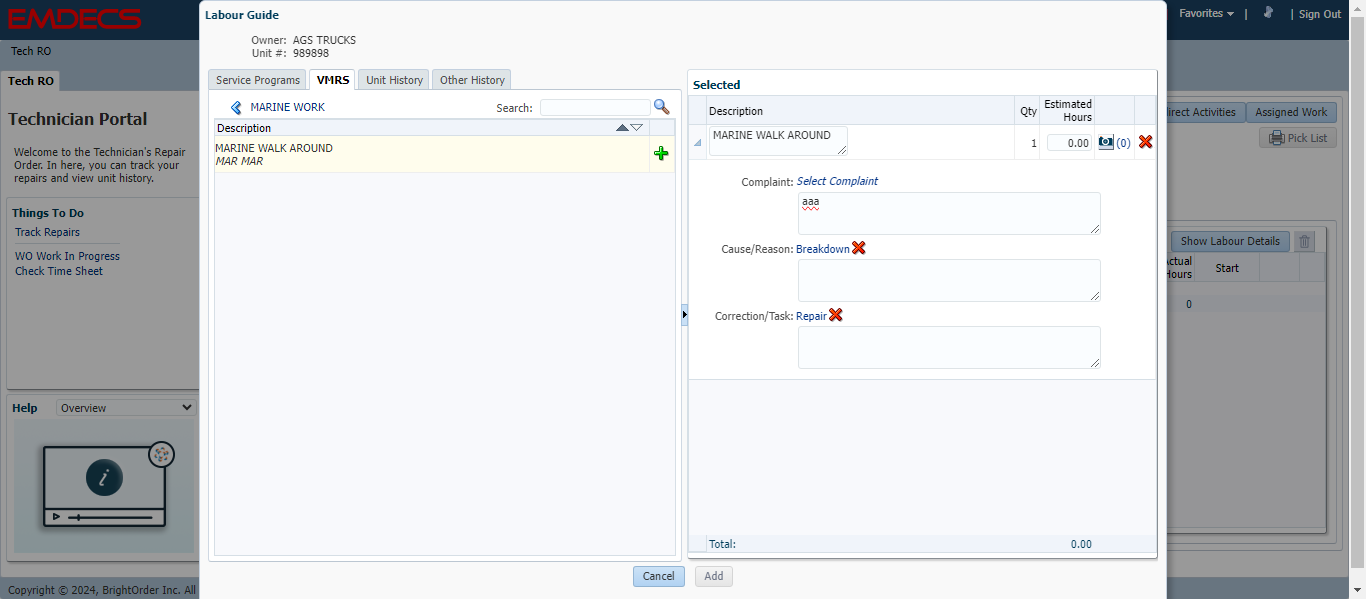 EMDECS
Favorites | | Sign Out
Tech RO
Tech RO
Technician Portal
Welcome to the Technician's Repair
Order. In here, you can track your
repairs and view unit history.
Things To Do
Track Repairs
WO Work In Progress
Check Time Sheet
Help Overview
i
Copyright © 2024, BrightOrder Inc. All
Labour Guide
Owner: AGS TRUCKS
Unit #: 989898
Service Programs VMRS Unit History Other History
MARINE WORK Search:
Description
MARINE WALK AROUND
MAR MAR
Selected
Description Qty Estimated
Hours
MARINE WALK AROUND 1 0.00 (0)
Complaint: Select Complaint
aaa
Cause/Reason: Breakdown
Correction/Task: Repair
Total: 0.00
Cancel Add
direct Activities Assigned Work
Pick List
Show Labour Details
Actual
Hours Start
0